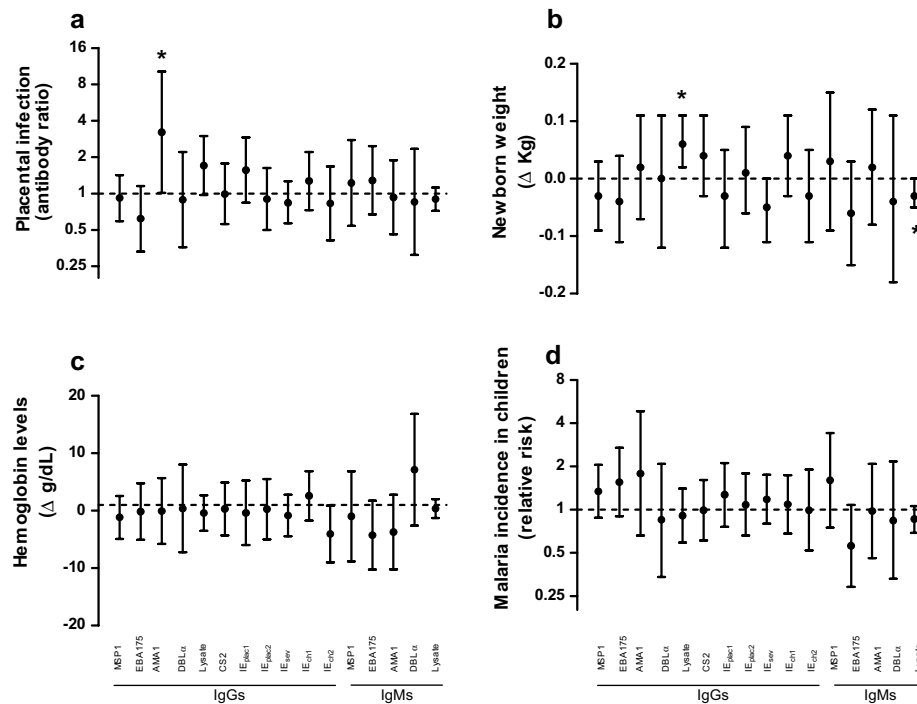 a
Placental infection
(antibody ratio)
16
8
4
2
1
0.5
0.25
*
b
Newborn weight
(Δ Kg)
0.2
0.1
0.0
-0.1
-0.2
*
*
c
Hemoglobin levels
(Δ g/dL)
20
10
0
-10
-20
MSP1
EBA175
AMA1
DBLα
Lysate
CS2
IEplac1
IEplac2
IEsev
IEch1
IEch2
MSP1
EBA175
AMA1
DBLα
Lysate
IgGs
IgMs
d
Malaria incidence in children
(relative risk)
8
4
2
1
0.5
0.25
MSP1
EBA175
AMA1
DBLα
Lysate
CS2
IEplac1
IEplac2
IEsev
IEch1
IEch2
MSP1
EBA175
AMA1
DBLα
Lysate
IgGs
IgMs